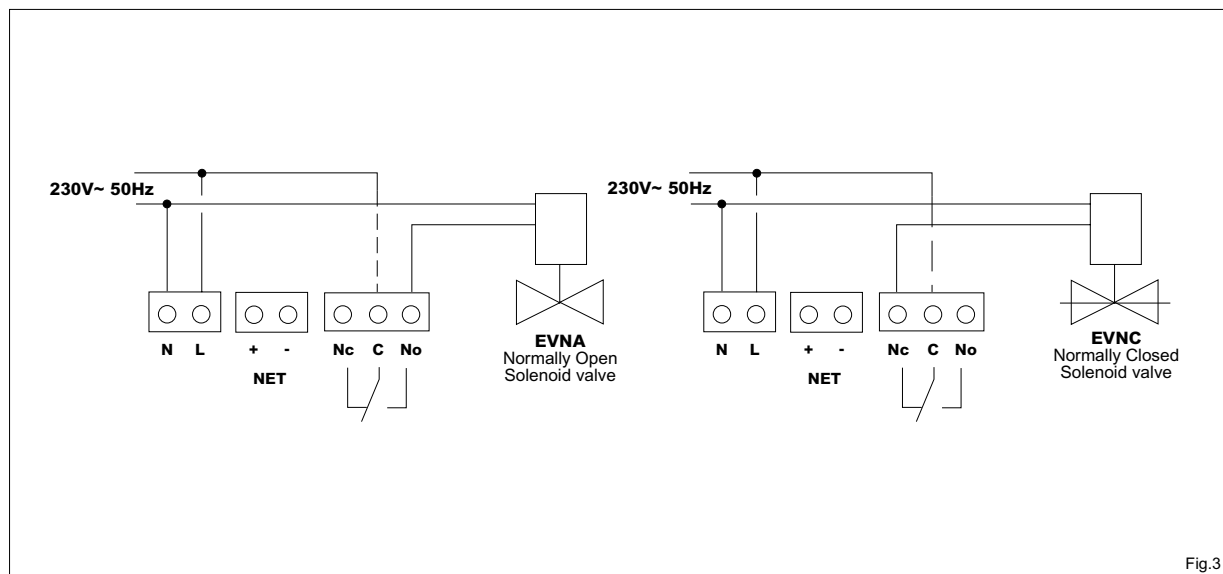 230V~ 50Hz
N L + - Nc C No
NET
EVNA
Normally Open
Solenoid valve
230V~ 50Hz
N L + - Nc C No
NET
EVNC
Normally Closed
Solenoid valve
Fig.3